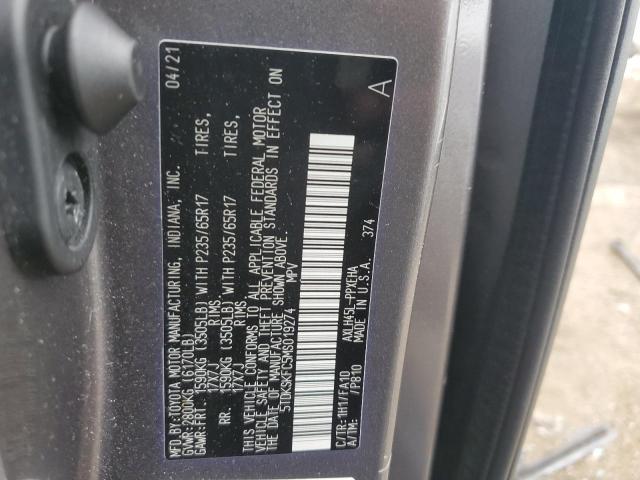 MFD.BY:TOYOTA MOTOR MANUFACTURING, INDIANA, INC. 04/21
GVWR:2800KG (6170LB)
GAWR:FRT. 1590KG (3505LB) WITH P235/65R17 TIRES,
17X7J RIMS,
RR. 1590KG (3505LB) WITH P235/65R17 TIRES,
17X7J RIMS,
THIS VEHICLE CONFORMS TO ALL APPLICABLE FEDERAL MOTOR
VEHICLE SAFETY AND THEFT PREVENTION STANDARDS IN EFFECT ON
THE DATE OF MANUFACTURE SHOWN ABOVE.
5TDKSKFC5MS019274 MPV
A
C/TR:1H1/FA10 AXLH45L-PPXEHA
A/TM: /P810 MADE IN U.S.A. 374